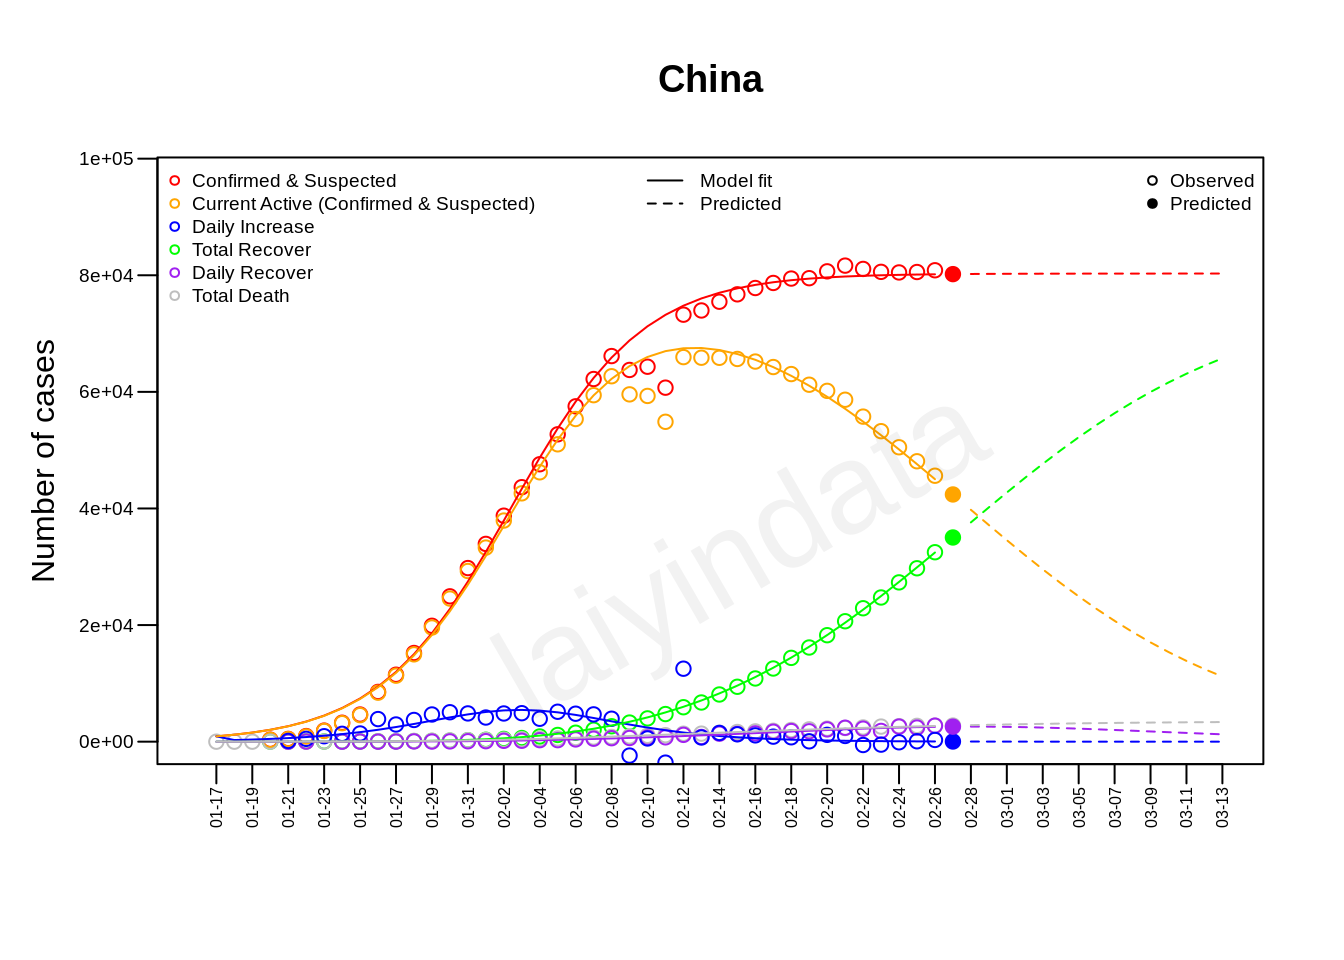 China
Number of cases
1e+05
8e+04
6e+04
4e+04
2e+04
0e+00
Confirmed & Suspected
Current Active (Confirmed & Suspected)
Daily Increase
Total Recover
Daily Recover
Total Death
Model fit
Predicted
Observed
Predicted
laiyindata
01-17
01-19
01-21
01-23
01-25
01-27
01-29
01-31
02-02
02-04
02-06
02-08
02-10
02-12
02-14
02-16
02-18
02-20
02-22
02-24
02-26
02-28
03-01
03-03
03-05
03-07
03-09
03-11
03-13